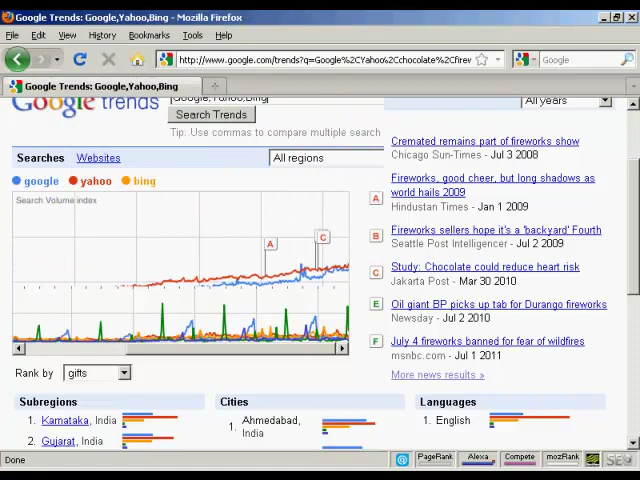 Google Trends: Google,Yahoo,Bing - Mozilla Firefox
File Edit View History Bookmarks Tools Help
http://www.google.com/trends?q=Google%2CYahoo%2Cchocolate%2Cfirev
Google
Google Trends: Google,Yahoo,Bing
Google trends
Google,Yahoo,Bing
Search Trends
Tip: Use commas to compare multiple search
All years
Searches Websites
All regions
google yahoo bing
Search Volume index
A
C
Rank by gifts
Cremated remains part of fireworks show
Chicago Sun-Times - Jul 3 2008
A Fireworks, good cheer, but long shadows as
world hails 2009
Hindustan Times - Jan 1 2009
B Fireworks sellers hope it's a 'backyard' Fourth
Seattle Post Intelligencer - Jul 2 2009
C Study: Chocolate could reduce heart risk
Jakarta Post - Mar 30 2010
E Oil giant BP picks up tab for Durango fireworks
Newsday - Jul 2 2010
F July 4 fireworks banned for fear of wildfires
msnbc.com - Jul 1 2011
More news results »
Subregions
1. Karnataka, India
2. Gujarat, India
Cities
1. Ahmedabad,
India
Languages
1. English
Done
PageRank Alexa Compete mozRank